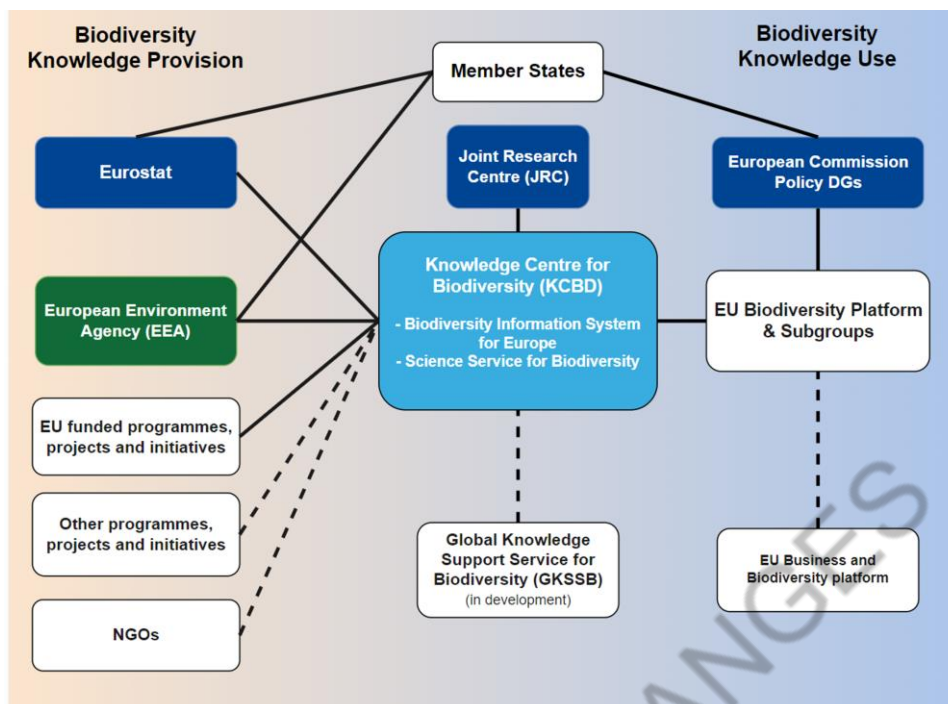 Biodiversity
Knowledge Provision
Biodiversity
Knowledge Use
Member States
Eurostat
Joint Research
Centre (JRC)
European Commission
Policy DGs
European Environment
Agency (EEA)
Knowledge Centre for
Biodiversity (KCBD)
- Biodiversity Information System
for Europe
- Science Service for Biodiversity
EU Biodiversity Platform
& Subgroups
EU funded programmes,
projects and initiatives
Other programmes,
projects and initiatives
NGOs
Global Knowledge
Support Service for
Biodiversity (GKSSB)
(in development)
EU Business and
Biodiversity platform
ANGES